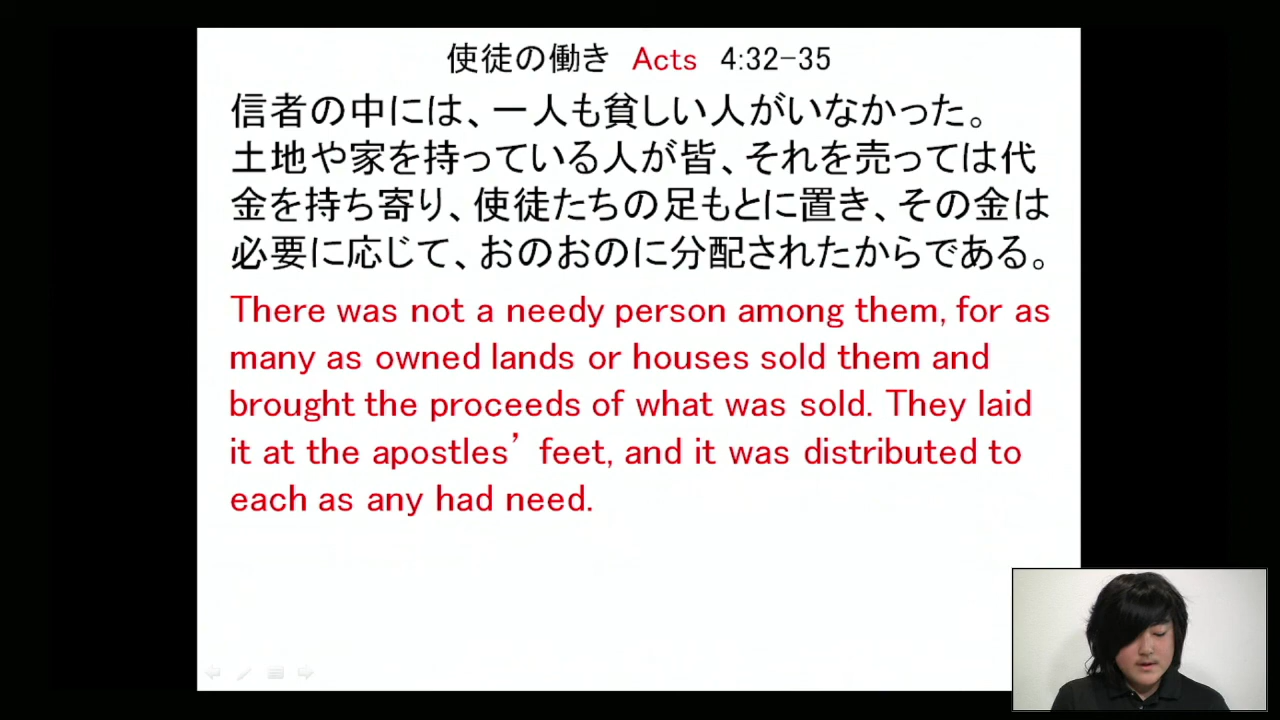 使徒の働き Acts 4:32-35
信者の中には、一人も貧しい人がいなかった。
土地や家を持っている人が皆、それを売っては代
金を持ち寄り、使徒たちの足もとに置き、その金は
必要に応じて、おのおのに分配されたからである。
There was not a needy person among them, for as
many as owned lands or houses sold them and
brought the proceeds of what was sold. They laid
it at the apostles’ feet, and it was distributed to
each as any had need.